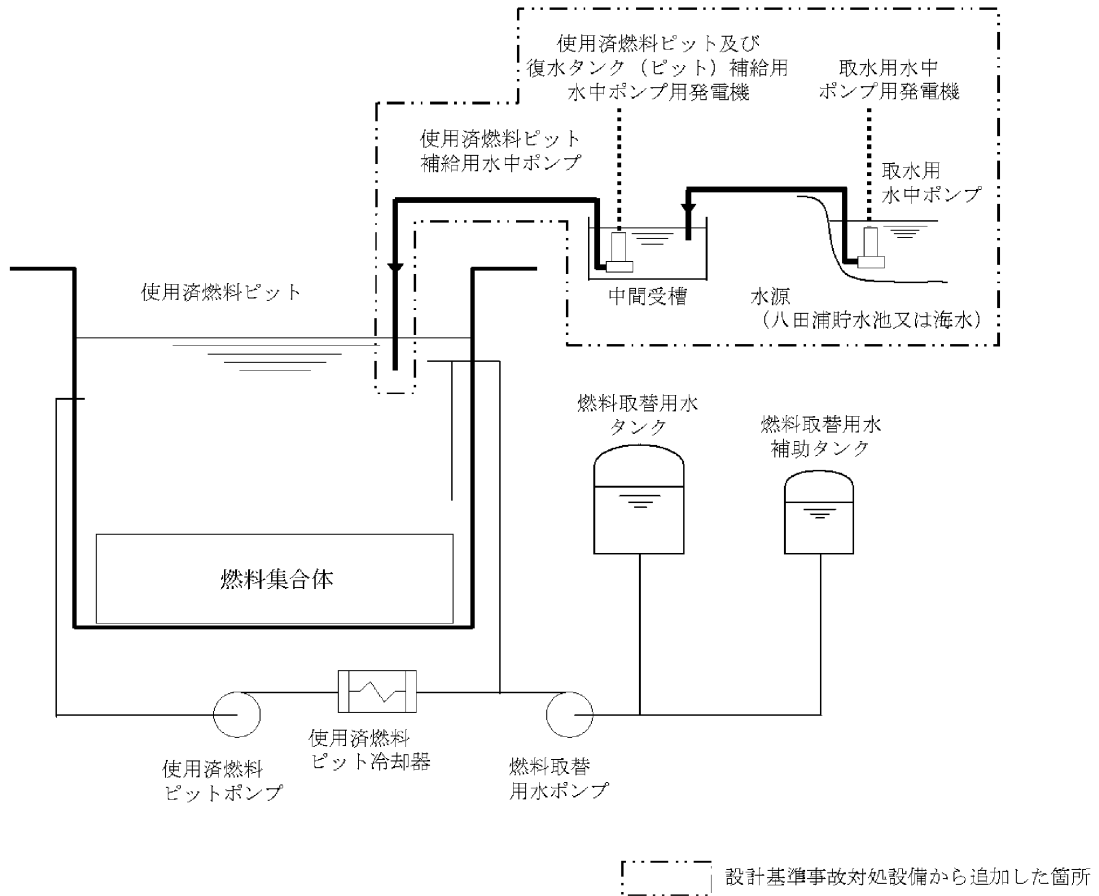 使用済燃料ピット及び
復水タンク（ピット）補給用
水中ポンプ用発電機
取水用水中
ポンプ用発電機
使用済燃料ピット
補給用水中ポンプ
取水用
水中ポンプ
使用済燃料ピット
中間受槽
水源
（八田浦貯水池又は海水）
燃料取替用水
タンク
燃料取替用水
補助タンク
燃料集合体
使用済燃料
ピットポンプ
使用済燃料
ピット冷却器
燃料取替
用水ポンプ
設計基準事故対処設備から追加した箇所